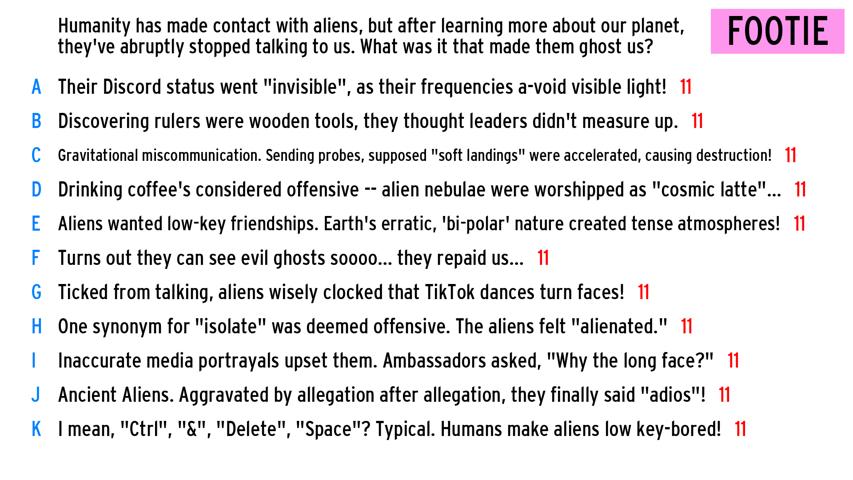 Humanity has made contact with aliens, but after learning more about our planet,
they've abruptly stopped talking to us. What was it that made them ghost us?
FOOTIE
A Their Discord status went "invisible", as their frequencies a-void visible light! 11
B Discovering rulers were wooden tools, they thought leaders didn't measure up. 11
C Gravitational miscommunication. Sending probes, supposed "soft landings" were accelerated, causing destruction! 11
D Drinking coffee's considered offensive -- alien nebulae were worshipped as "cosmic latte"... 11
E Aliens wanted low-key friendships. Earth's erratic, 'bi-polar' nature created tense atmospheres! 11
F Turns out they can see evil ghosts soooo... they repaid us... 11
G Ticked from talking, aliens wisely clocked that TikTok dances turn faces! 11
H One synonym for "isolate" was deemed offensive. The aliens felt "alienated." 11
I Inaccurate media portrayals upset them. Ambassadors asked, "Why the long face?" 11
J Ancient Aliens. Aggravated by allegation after allegation, they finally said "adios"! 11
K I mean, "Ctrl", "&", "Delete", "Space"? Typical. Humans make aliens low key-bored! 11